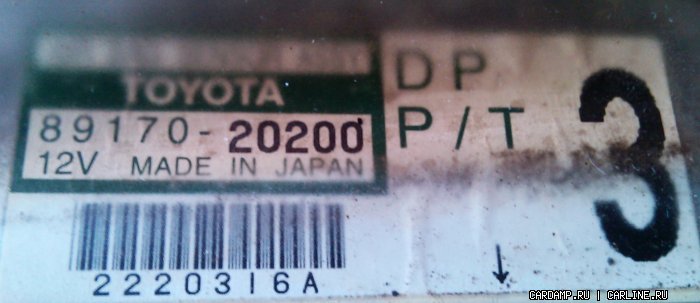 TOYOTA
89170-20200
12V MADE IN JAPAN
2220316A
DP
P/T
3
↓
CARDAMP.RU | CARLINE.RU